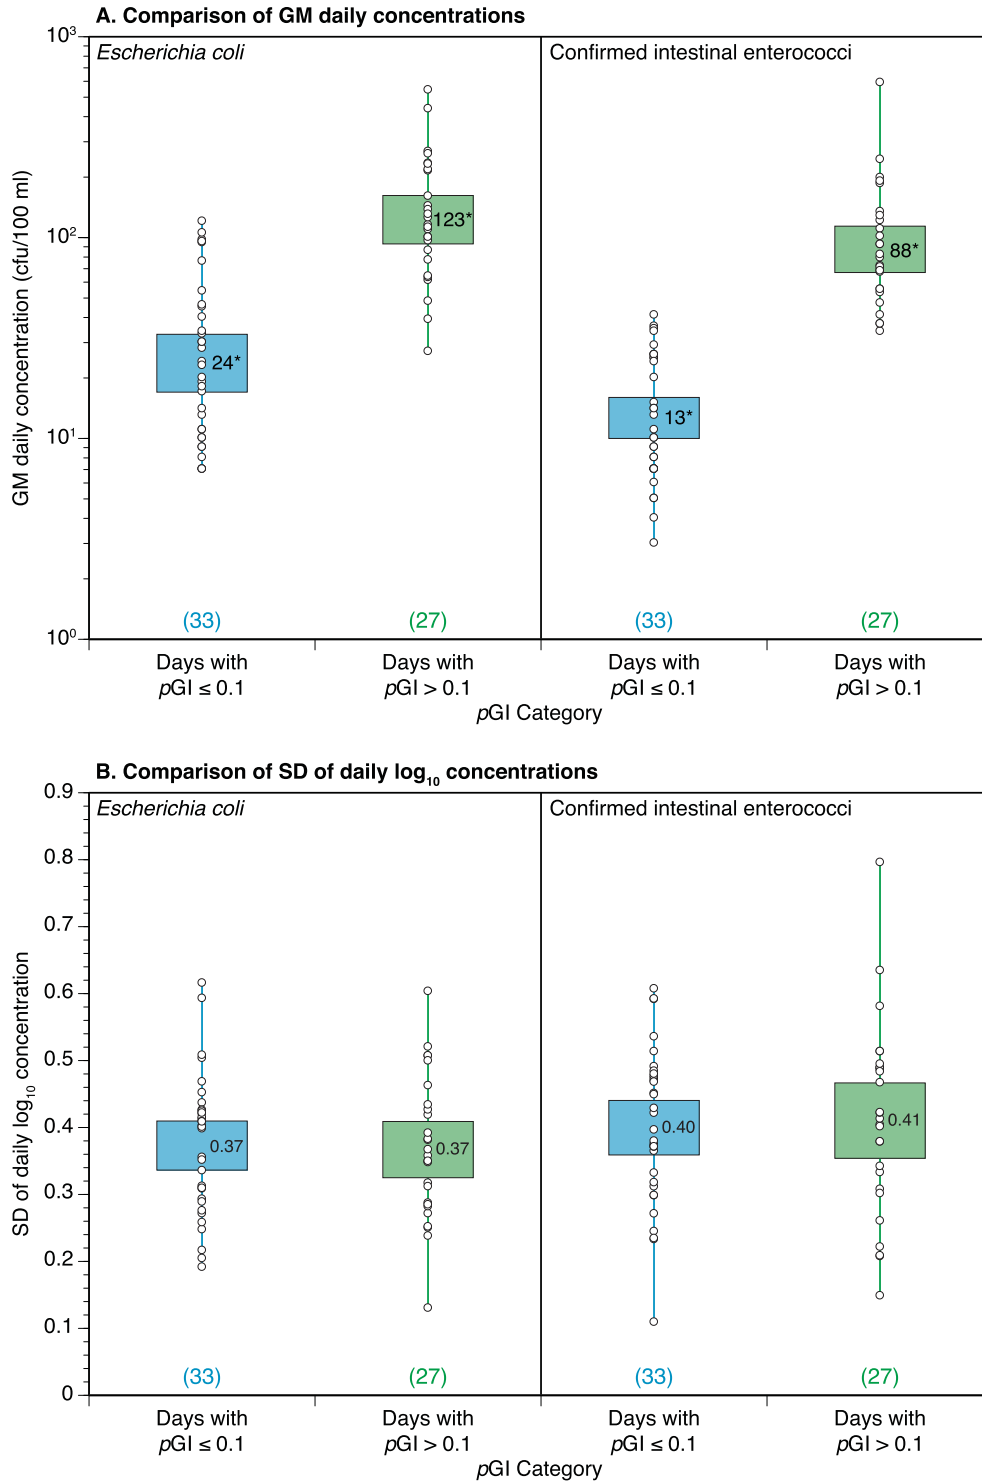 A. Comparison of GM daily concentrations
10³
Escherichia coli
Confirmed intestinal enterococci
10²
10¹
10⁰
GM daily concentration (cfu/100 ml)
24*
123*
13*
88*
(33)
(27)
(33)
(27)
Days with
pGI ≤ 0.1
Days with
pGI > 0.1
Days with
pGI ≤ 0.1
Days with
pGI > 0.1
pGI Category
B. Comparison of SD of daily log₁₀ concentrations
0.9
Escherichia coli
Confirmed intestinal enterococci
0.8
0.7
0.6
0.5
0.4
0.3
0.2
0.1
0
SD of daily log₁₀ concentration
0.37
0.37
0.40
0.41
(33)
(27)
(33)
(27)
Days with
pGI ≤ 0.1
Days with
pGI > 0.1
Days with
pGI ≤ 0.1
Days with
pGI > 0.1
pGI Category